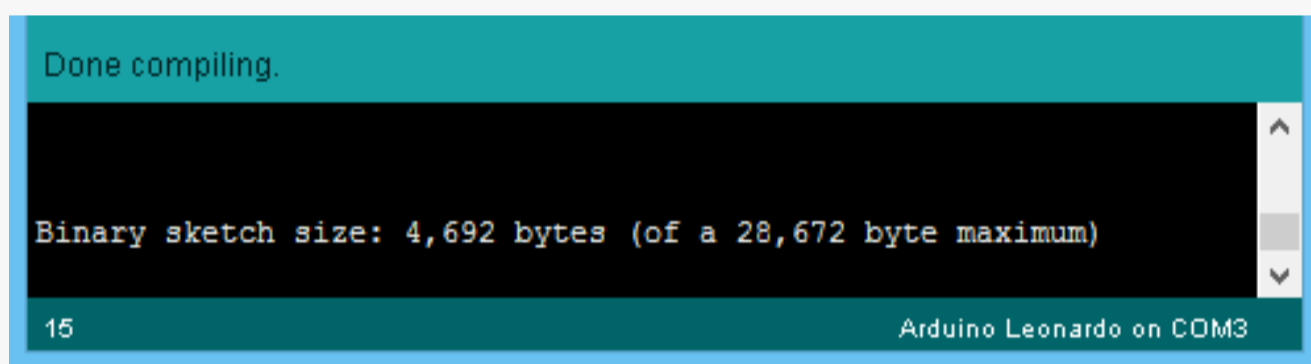 Done compiling.
Binary sketch size: 4,692 bytes (of a 28,672 byte maximum)
15 Arduino Leonardo on COM3